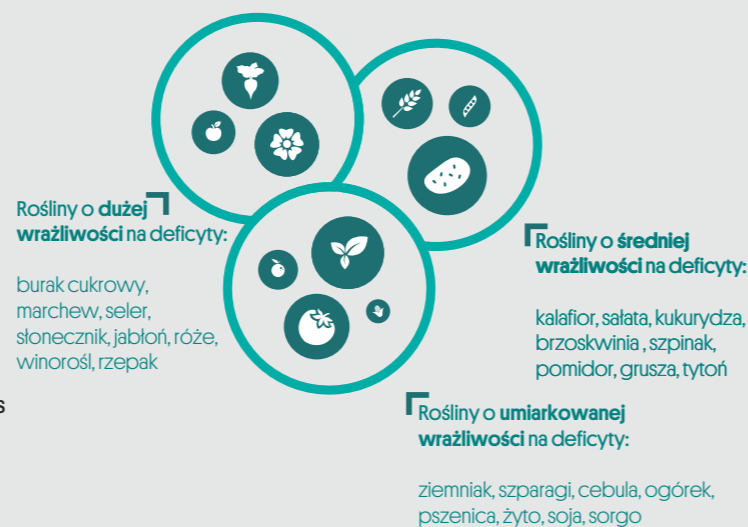 Rośliny o dużej
wrażliwości na deficyty:
burak cukrowy,
marchew, seler,
słonecznik, jabłoń, róże,
winorośl, rzepak
s
Rośliny o średniej
wrażliwości na deficyty:
kalafior, sałata, kukurydza,
brzoskwinia , szpinak,
pomidor, grusza, tytoń
Rośliny o umiarkowanej
wrażliwości na deficyty:
ziemniak, szparagi, cebula, ogórek,
pszenica, żyto, soja, sorgo